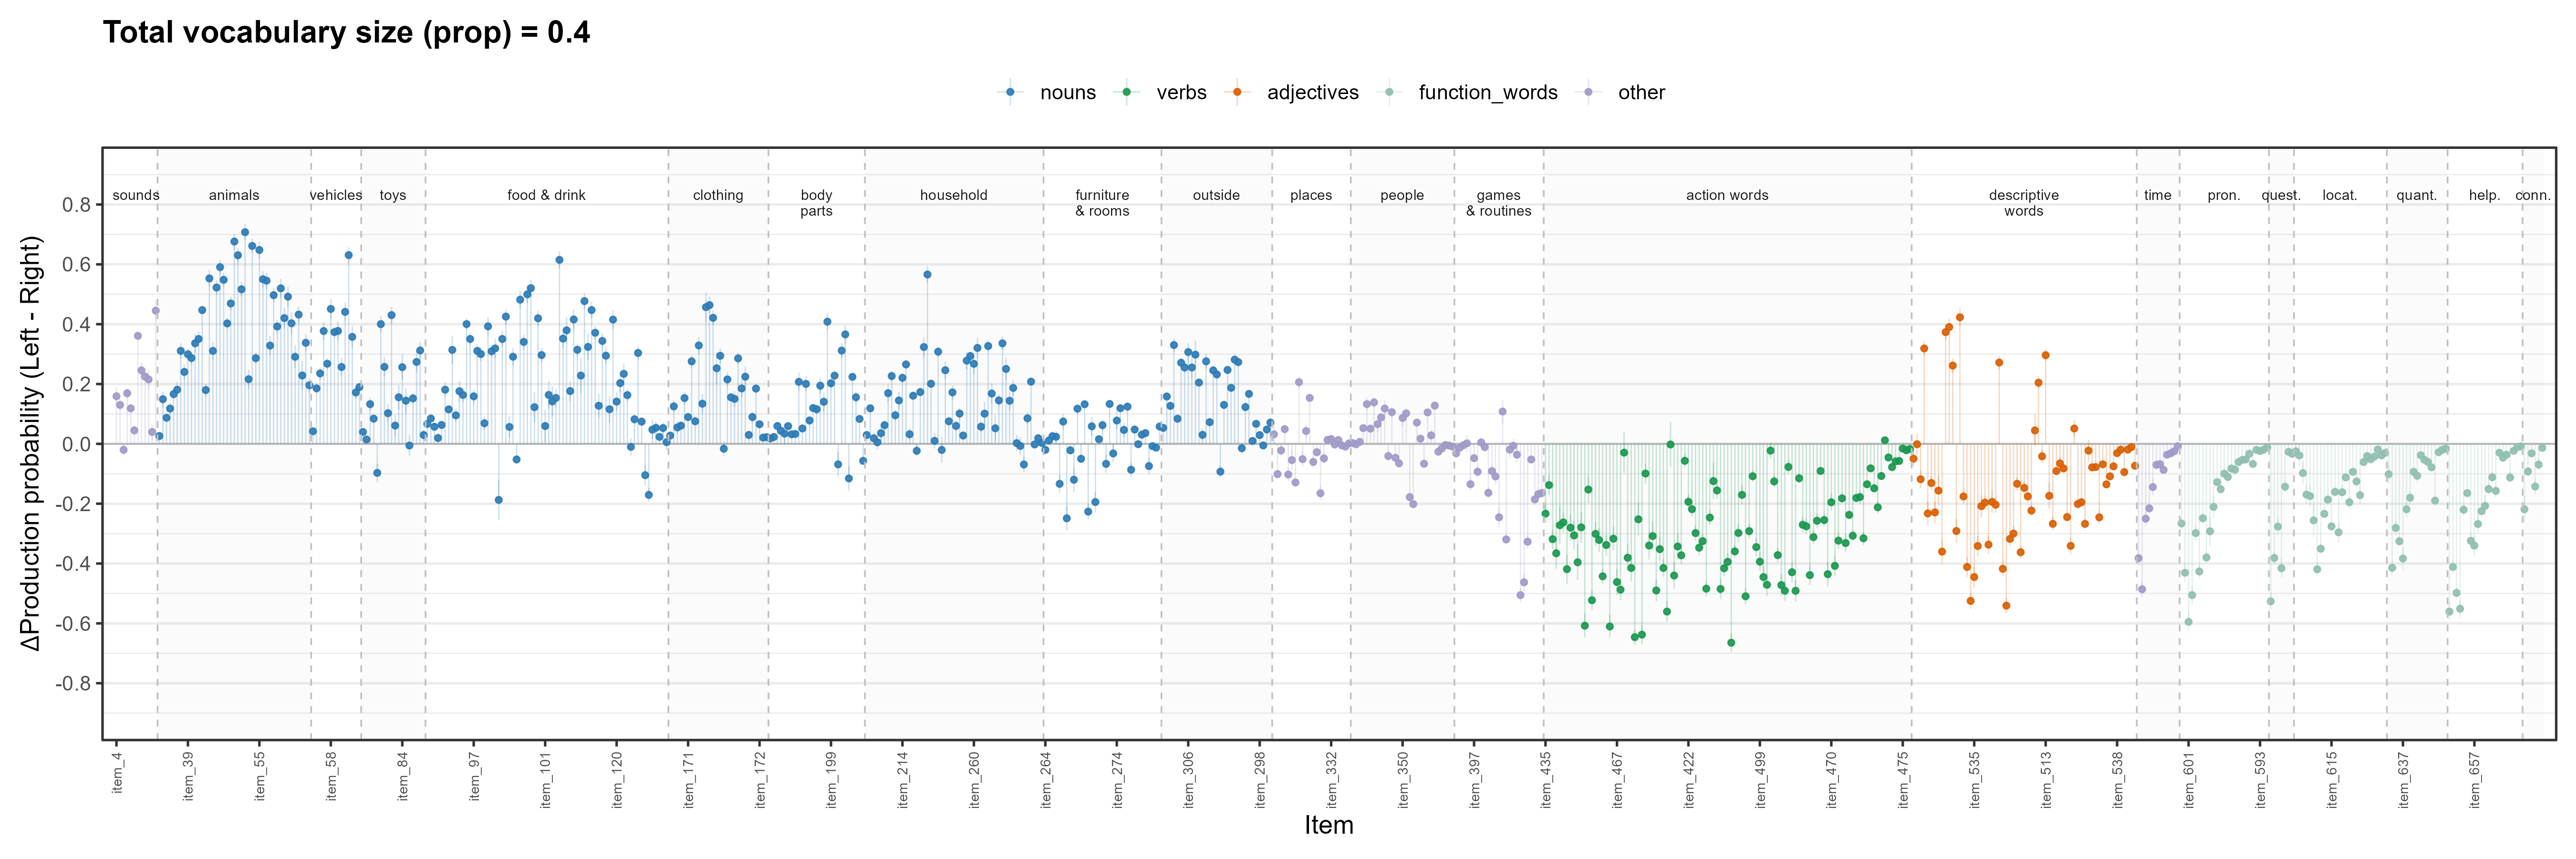 Total vocabulary size (prop) = 0.4
nouns verbs adjectives function_words other
sounds animals vehicles toys food & drink clothing body parts household furniture & rooms outside places people games & routines action words descriptive words time pron. quest. locat. quant. help. conn.
ΔProduction probability (Left - Right)
0.8
0.6
0.4
0.2
0.0
-0.2
-0.4
-0.6
-0.8
item_4 item_39 item_55 item_58 item_84 item_97 item_101 item_120 item_171 item_172 item_199 item_214 item_260 item_264 item_274 item_306 item_298 item_332 item_350 item_397 item_435 item_467 item_422 item_499 item_470 item_475 item_535 item_513 item_538 item_601 item_593 item_615 item_637 item_657
Item